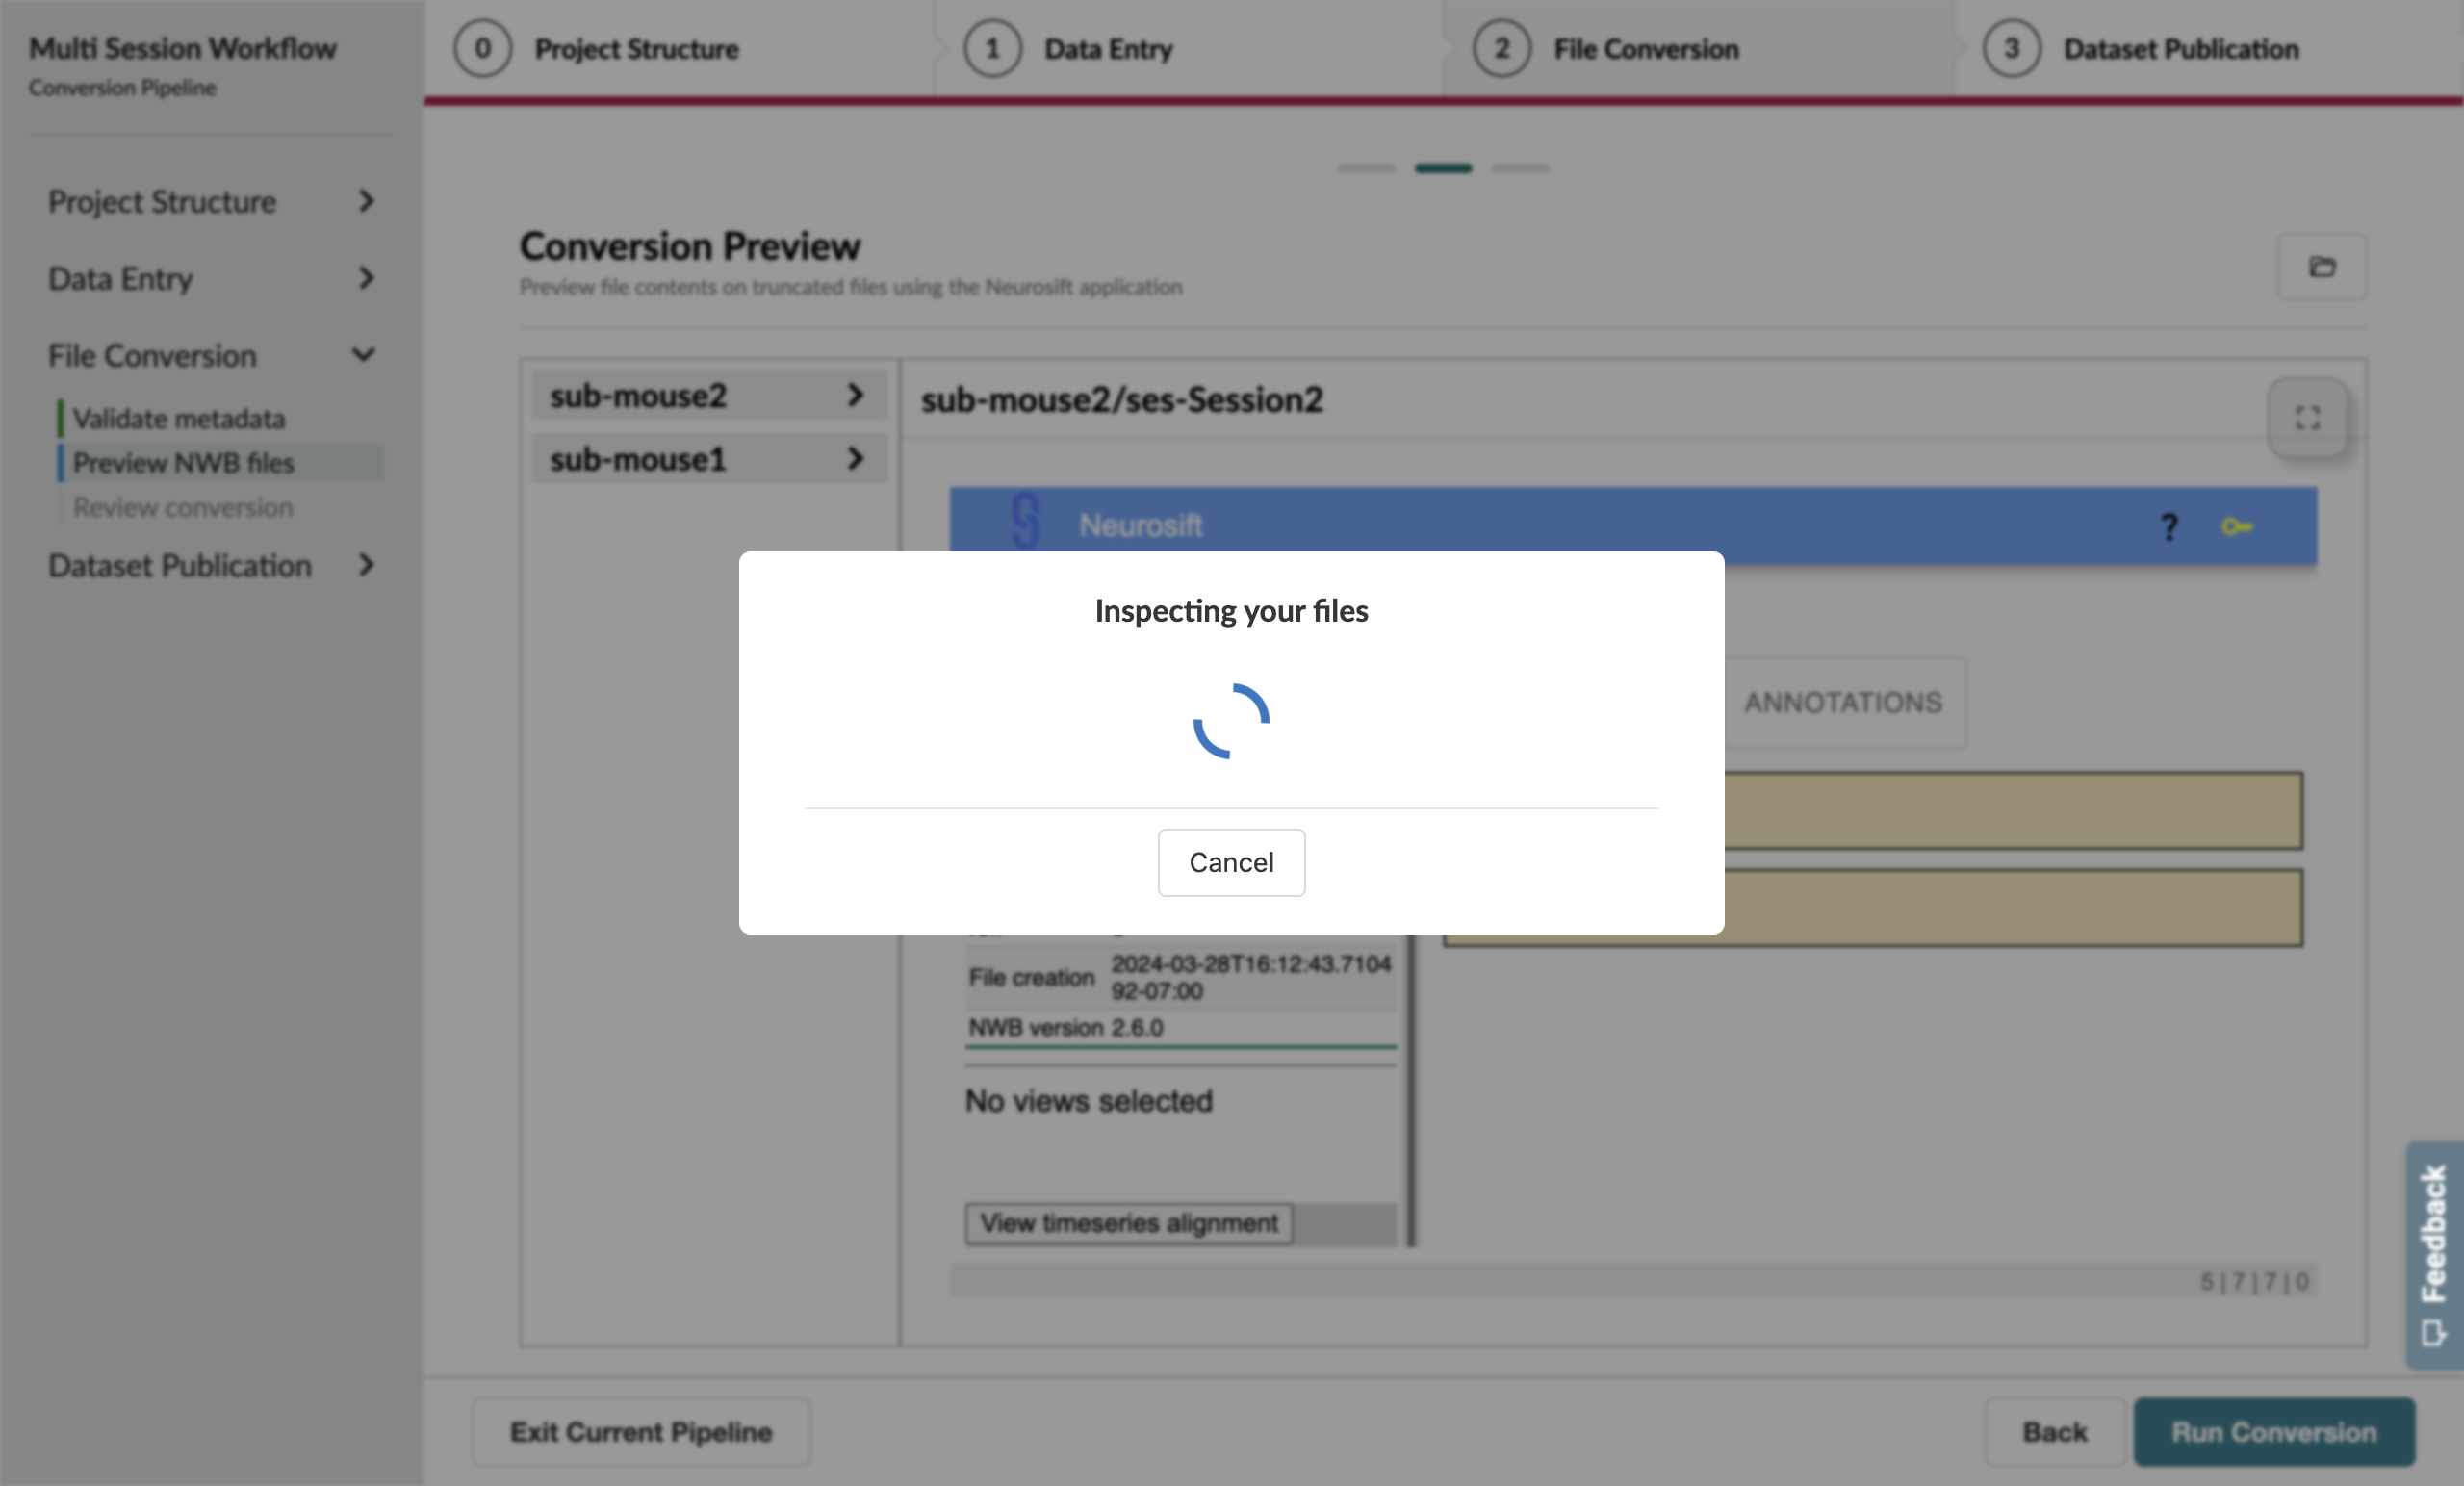 Multi Session Workflow
Conversion Pipeline
0 Project Structure
1 Data Entry
2 File Conversion
3 Dataset Publication
Project Structure
Data Entry
File Conversion
Validate metadata
Preview NWB files
Review conversion
Dataset Publication
Conversion Preview
Preview file contents on truncated files using the Neurosift application
sub-mouse2
sub-mouse1
sub-mouse2/ses-Session2
Neurosift
?
Inspecting your files
Cancel
ANNOTATIONS
File creation 2024-03-28T16:12:43.7104
92-07:00
NWB version 2.6.0
No views selected
View timeseries alignment
5 | 7 | 7 | 0
Feedback
Exit Current Pipeline
Back
Run Conversion